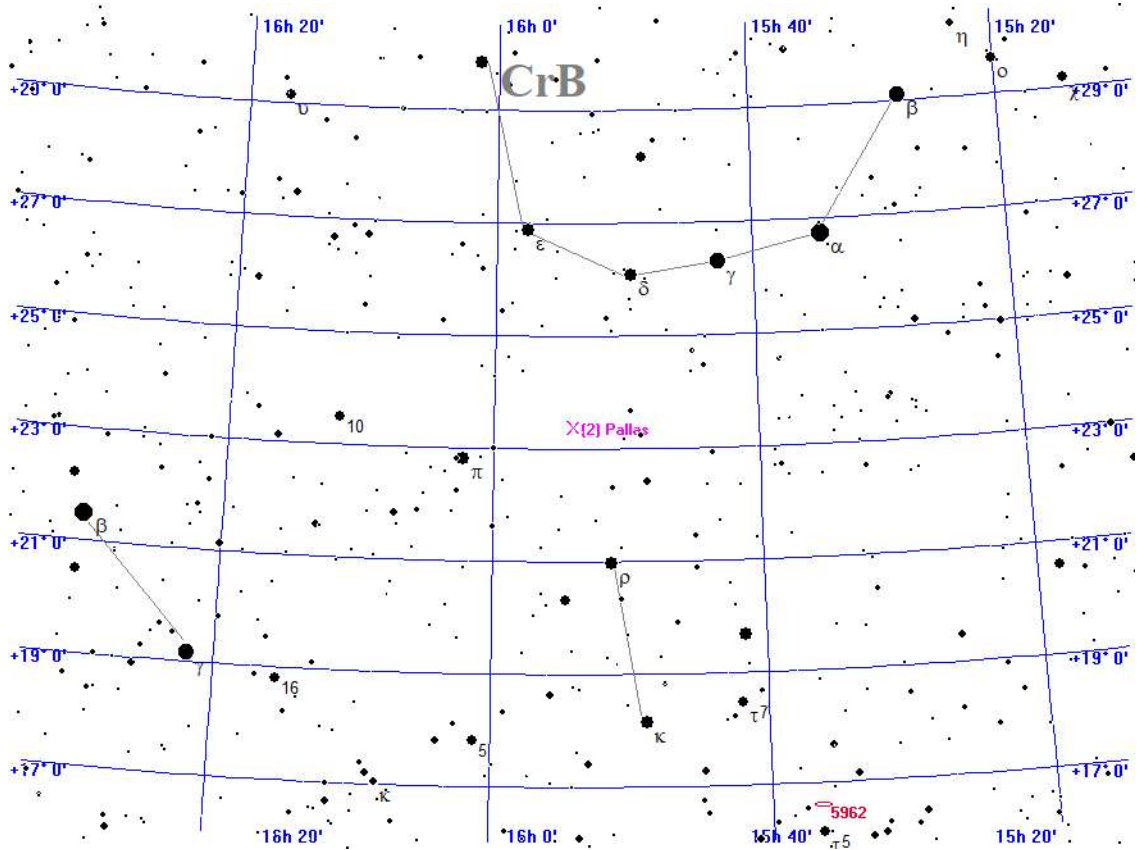 16h 20' 16h 0' 15h 40' 15h 20'
η
ο
+29° 0' CrB +29° 0'
υ β χ
+27° 0' +27° 0'
ε α
δ γ
+25° 0' +25° 0'
10 +23° 0' X(2) Pallas +23° 0'
π
β
+21° 0' +21° 0'
ρ
+19° 0' γ +19° 0'
16
τ7
κ
5
+17° 0' +17° 0'
κ
5962
16h 20' 16h 0' 15h 40' τ5 15h 20'